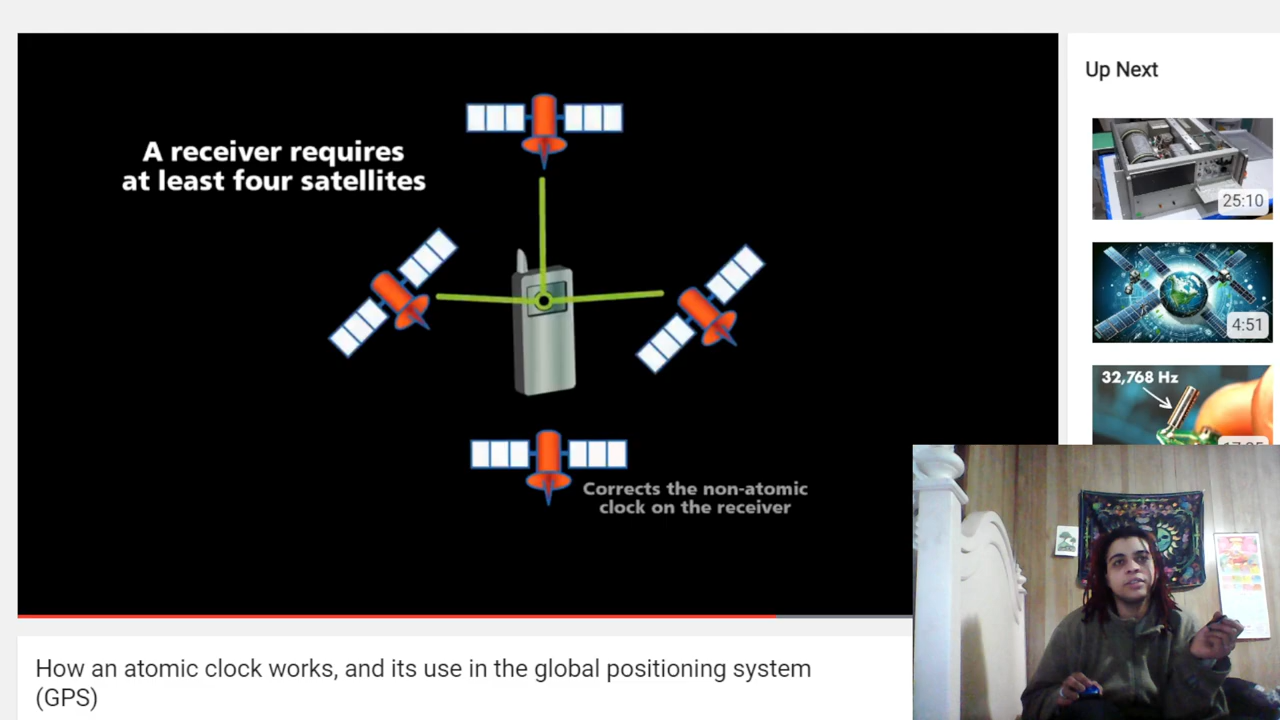 A receiver requires
at least four satellites
Corrects the non-atomic
clock on the receiver
How an atomic clock works, and its use in the global positioning system
(GPS)
Up Next
25:10
4:51
32,768 Hz